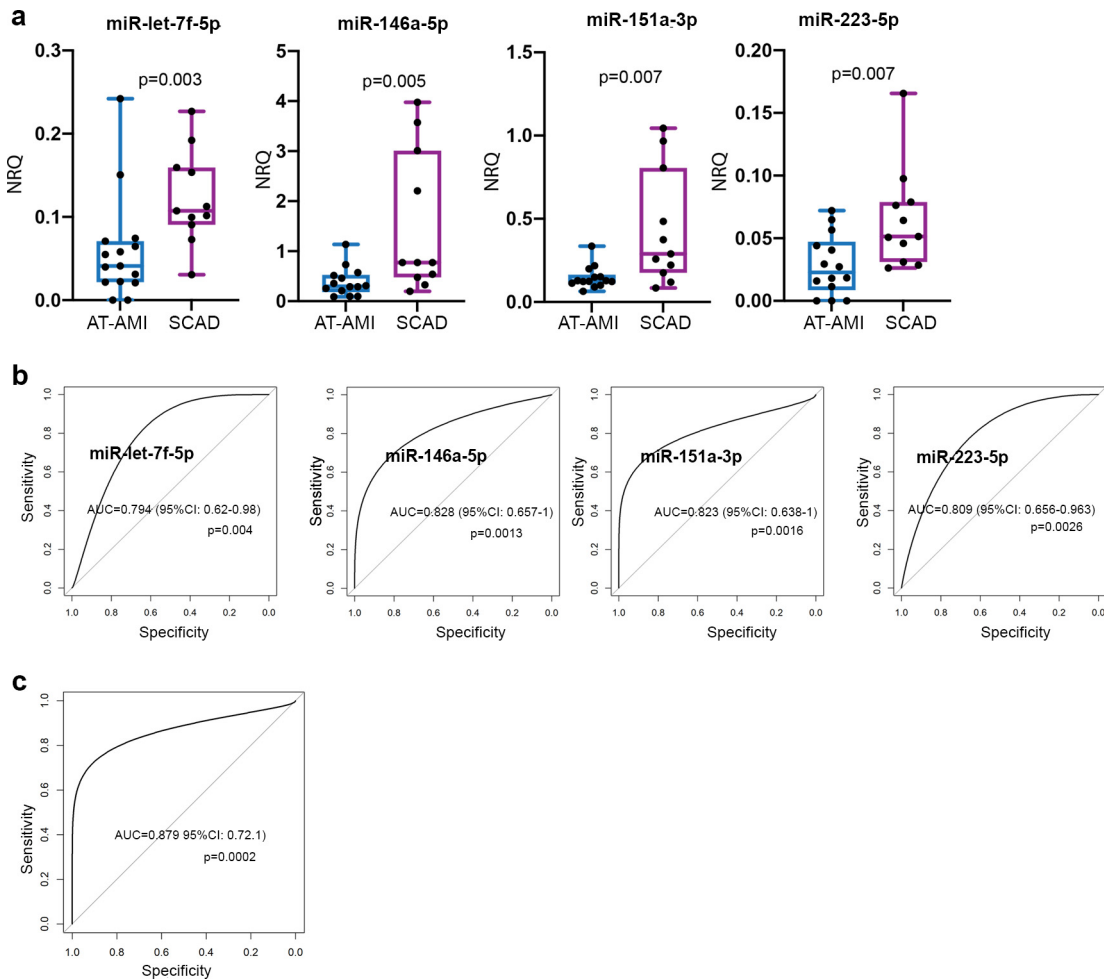 a
miR-let-7f-5p
miR-146a-5p
miR-151a-3p
miR-223-5p
0.3
0.2
0.1
0.0
NRQ
p=0.003
AT-AMI
SCAD
5
4
3
2
1
0
NRQ
p=0.005
AT-AMI
SCAD
1.5
1.0
0.5
0.0
NRQ
p=0.007
AT-AMI
SCAD
0.20
0.15
0.10
0.05
0.00
NRQ
p=0.007
AT-AMI
SCAD
b
1.0
0.8
0.6
0.4
0.2
0.0
Sensitivity
miR-let-7f-5p
AUC=0.794 (95%CI: 0.62-0.98)
p=0.004
1.0 0.8 0.6 0.4 0.2 0.0
Specificity
1.0
0.8
0.6
0.4
0.2
0.0
Sensitivity
miR-146a-5p
AUC=0.828 (95%CI: 0.657-1)
p=0.0013
1.0 0.8 0.6 0.4 0.2 0.0
Specificity
1.0
0.8
0.6
0.4
0.2
0.0
Sensitivity
miR-151a-3p
AUC=0.823 (95%CI: 0.638-1)
p=0.0016
1.0 0.8 0.6 0.4 0.2 0.0
Specificity
1.0
0.8
0.6
0.4
0.2
0.0
Sensitivity
miR-223-5p
AUC=0.809 (95%CI: 0.656-0.963)
p=0.0026
1.0 0.8 0.6 0.4 0.2 0.0
Specificity
c
1.0
0.8
0.6
0.4
0.2
0.0
Sensitivity
AUC=0.879 95%CI: 0.72.1)
p=0.0002
1.0 0.8 0.6 0.4 0.2 0.0
Specificity